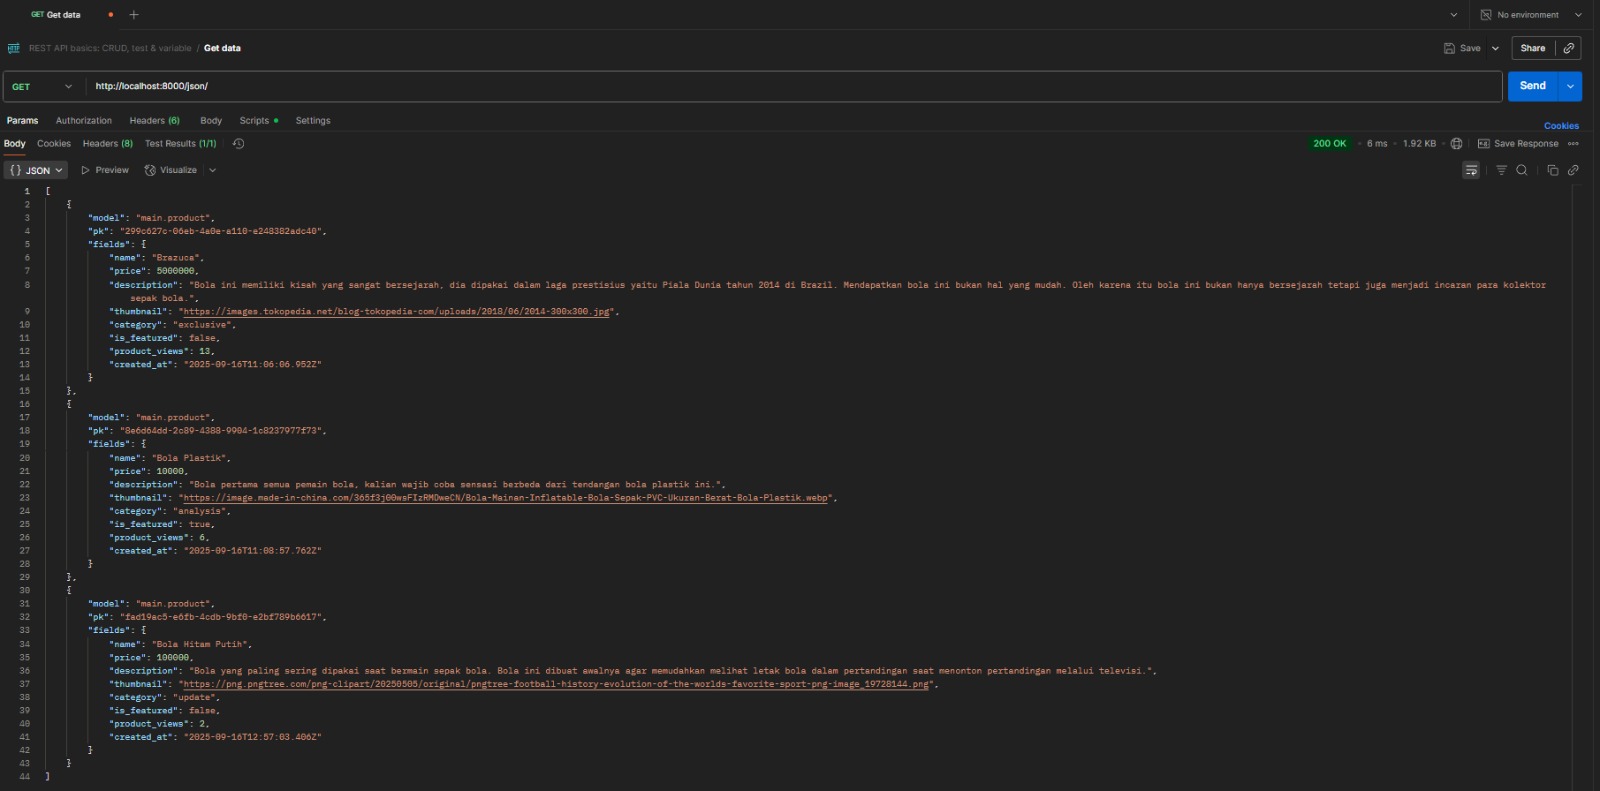 GET Get data
No environment
REST API basics: CRUD, test & variable / Get data
Save
Share
GET
http://localhost:8000/json/
Send
Params Authorization Headers (6) Body Scripts Settings
Cookies
Body Cookies Headers (8) Test Results (1/1)
200 OK • 6 ms • 1.92 KB •
Save Response
{} JSON
Preview
Visualize
1 [
2 {
3 "model": "main.product",
4 "pk": "299c627c-06eb-4a0e-a110-e248382adc40",
5 "fields": {
6 "name": "Brazuca",
7 "price": 5000000,
8 "description": "Bola ini memiliki kisah yang sangat bersejarah, dia dipakai dalam laga prestisius yaitu Piala Dunia tahun 2014 di Brazil. Mendapatkan bola ini bukan hal yang mudah. Oleh karena itu bola ini bukan hanya bersejarah tetapi juga menjadi incaran para kolektor
sepak bola.",
9 "thumbnail": "https://images.tokopedia.net/blog-tokopedia-com/uploads/2018/06/2014-300x300.jpg",
10 "category": "exclusive",
11 "is_featured": false,
12 "product_views": 13,
13 "created_at": "2025-09-16T11:06:06.952Z"
14 }
15 },
16 {
17 "model": "main.product",
18 "pk": "8e6d64dd-2c89-4388-9904-1c8237977f73",
19 "fields": {
20 "name": "Bola Plastik",
21 "price": 10000,
22 "description": "Bola pertama semua pemain bola, kalian wajib coba sensasi berbeda dari tendangan bola plastik ini.",
23 "thumbnail": "https://image.made-in-china.com/365f3j00wsFIzRMDweCN/Bola-Mainan-Inflatable-Bola-Sepak-PVC-Ukuran-Berat-Bola-Plastik.webp",
24 "category": "analysis",
25 "is_featured": true,
26 "product_views": 6,
27 "created_at": "2025-09-16T11:08:57.762Z"
28 }
29 },
30 {
31 "model": "main.product",
32 "pk": "fad19ac5-e6fb-4cdb-9bf0-e2bf789b6617",
33 "fields": {
34 "name": "Bola Hitam Putih",
35 "price": 100000,
36 "description": "Bola yang paling sering dipakai saat bermain sepak bola. Bola ini dibuat awalnya agar memudahkan melihat letak bola dalam pertandingan saat menonton pertandingan melalui televisi.",
37 "thumbnail": "https://png.pngtree.com/png-clipart/20250505/original/pngtree-football-history-evolution-of-the-worlds-favorite-sport-png-image_19728144.png",
38 "category": "update",
39 "is_featured": false,
40 "product_views": 2,
41 "created_at": "2025-09-16T12:57:03.406Z"
42 }
43 }
44 ]